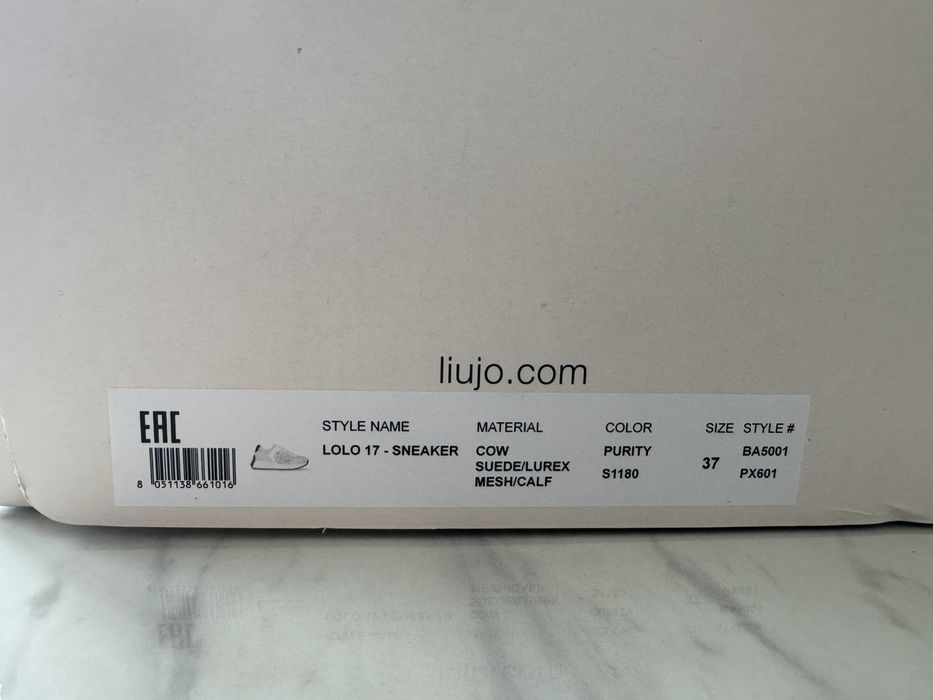 liujo.com
EAC
STYLE NAME MATERIAL COLOR SIZE STYLE #
LOLO 17 - SNEAKER COW PURITY 37 BA5001
SUEDE/LUREX S1180 PX601
MESH/CALF
8 051138 661016